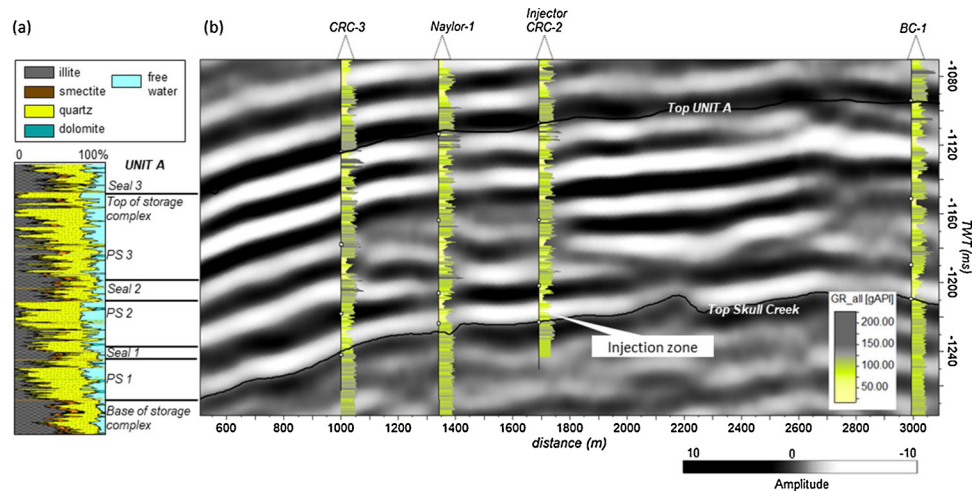 (a)
illite
smectite
quartz
dolomite
free
water
0 100% UNIT A
Seal 3
Top of storage
complex
PS 3
Seal 2
PS 2
Seal 1
PS 1
Base of storage
complex
(b)
CRC-3
Naylor-1
Injector
CRC-2
BC-1
Top UNIT A
Top Skull Creek
Injection zone
GR_all [gAPI]
200.00
150.00
100.00
50.00
-1080
-1120
-1160
-1200
-1240
TWT (ms)
600 1000 1200 1400 1600 1800 2000 2200 2400 2600 2800 3000
distance (m)
10 0 -10
Amplitude